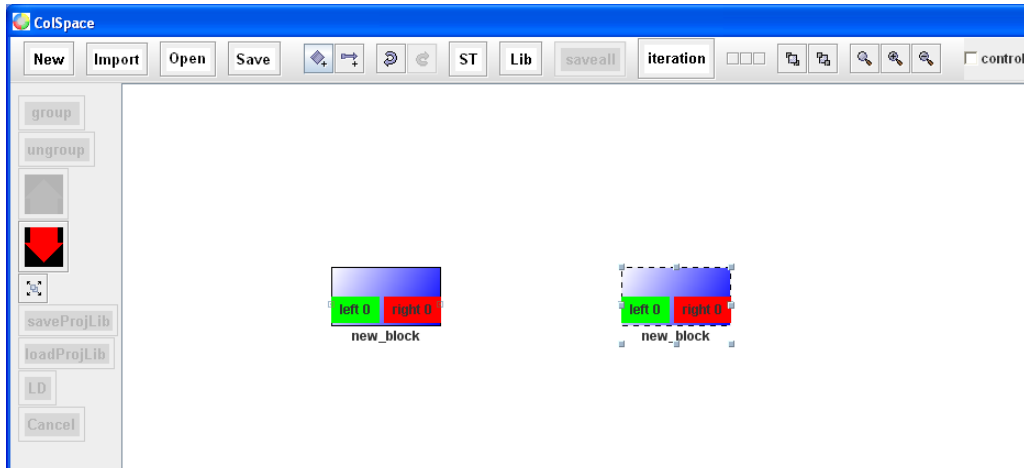 ColSpace
New Import Open Save ST Lib saveall iteration control
group
ungroup
left 0 right 0 left 0 right 0
new_block new_block
saveProjLib
loadProjLib
LD
Cancel